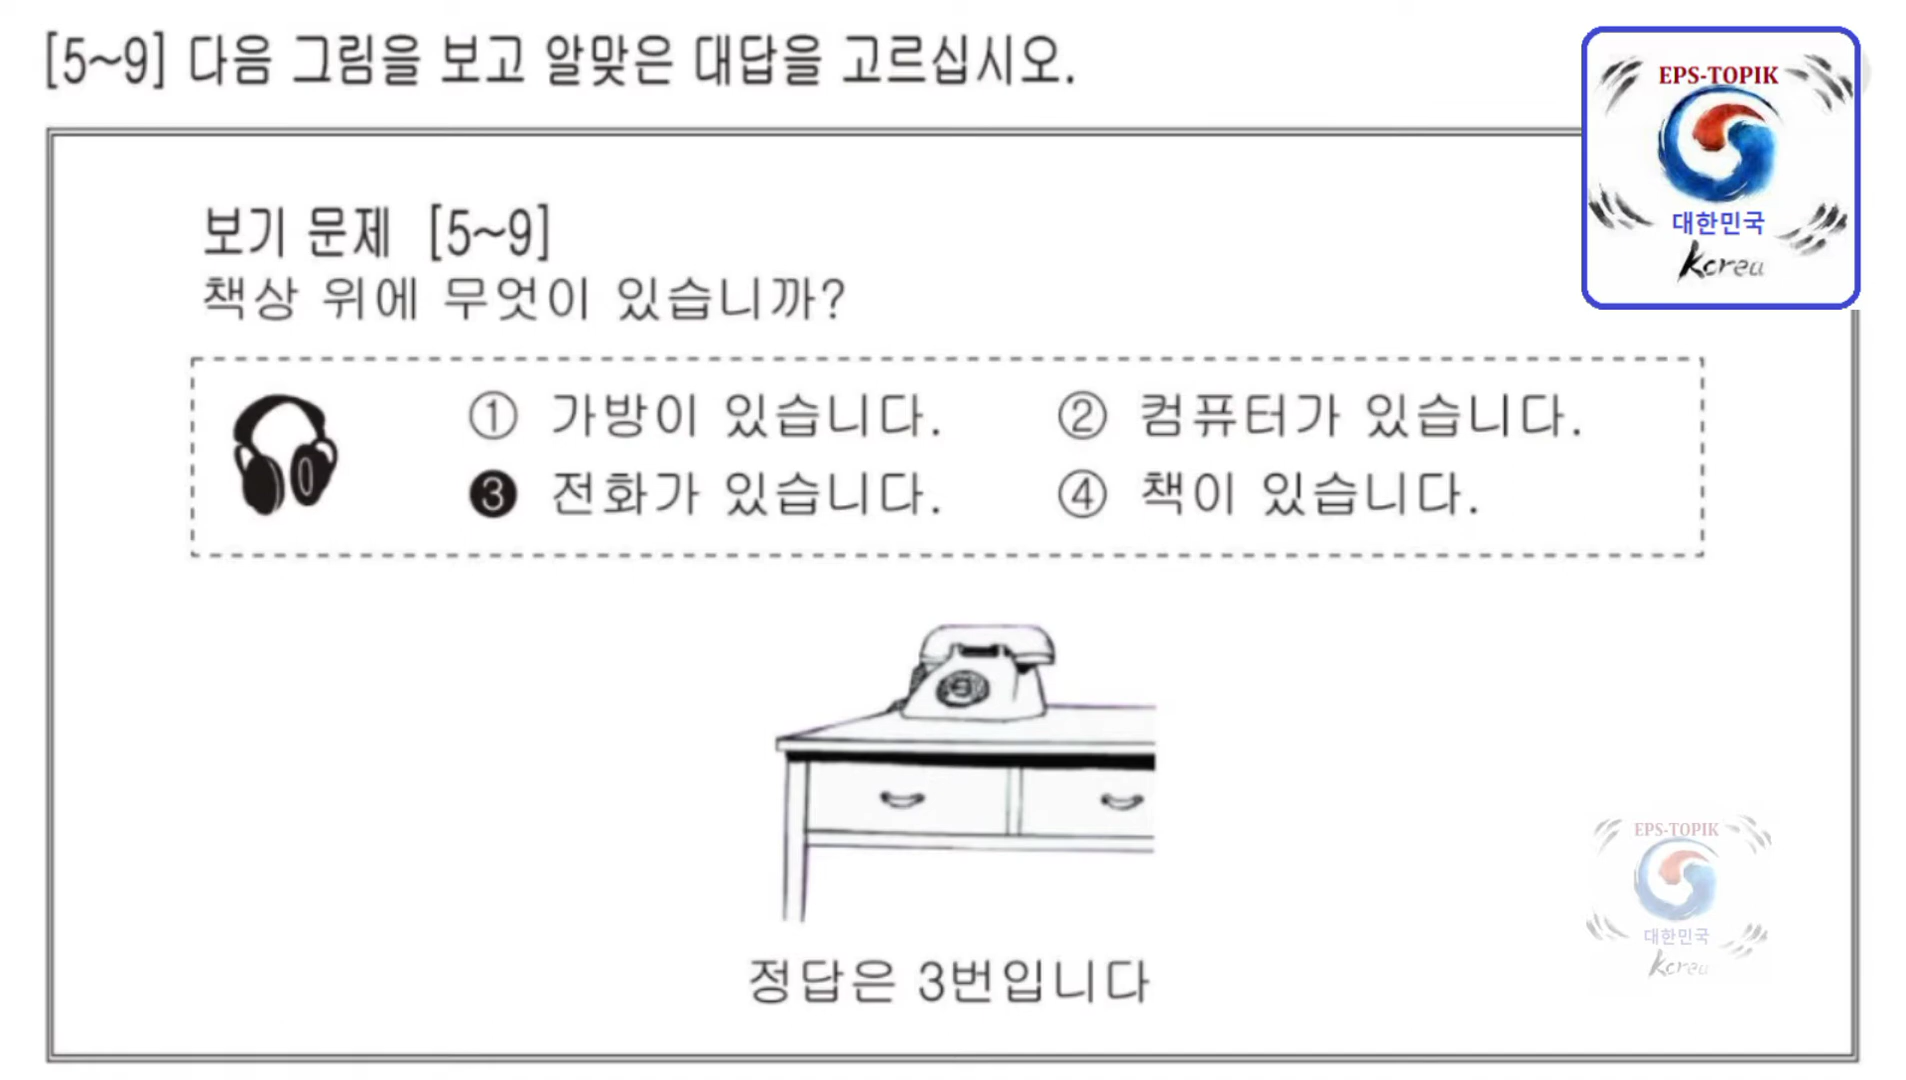 [5~9] 다음 그림을 보고 알맞은 대답을 고르십시오.
EPS-TOPIK
대한민국
Korea
보기 문제 [5~9]
책상 위에 무엇이 있습니까?
① 가방이 있습니다. ② 컴퓨터가 있습니다.
❸ 전화가 있습니다. ④ 책이 있습니다.
EPS-TOPIK
대한민국
Korea
정답은 3번입니다